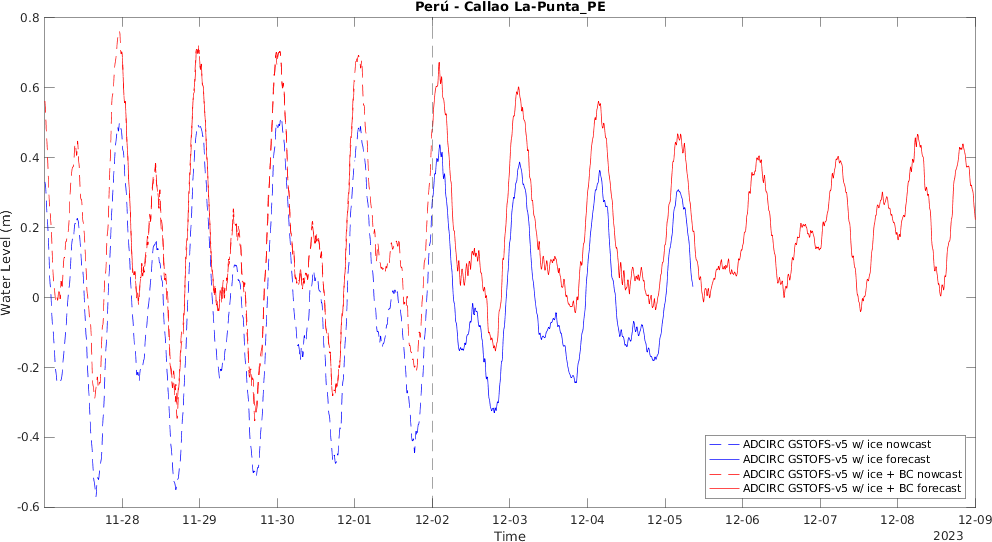 Perú - Callao La-Punta_PE
0.8
0.6
0.4
0.2
0
-0.2
-0.4
-0.6
Water Level (m)
ADCIRC GSTOFS-v5 w/ ice nowcast
ADCIRC GSTOFS-v5 w/ ice forecast
ADCIRC GSTOFS-v5 w/ ice + BC nowcast
ADCIRC GSTOFS-v5 w/ ice + BC forecast
11-28 11-29 11-30 12-01 12-02 12-03 12-04 12-05 12-06 12-07 12-08 12-09
Time
2023